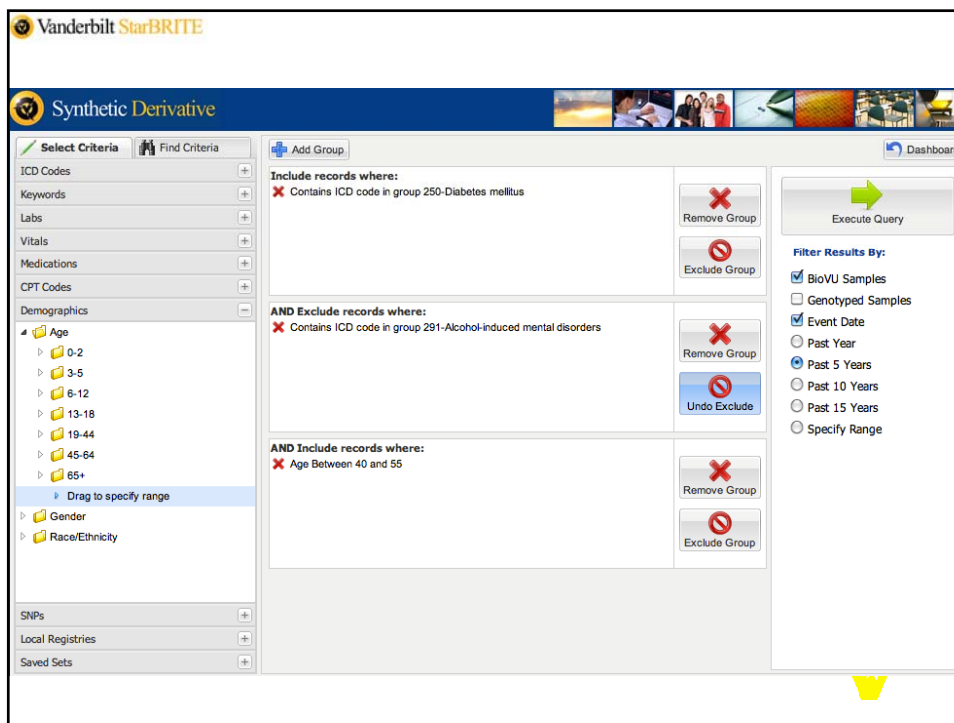 Vanderbilt StarBRITE
Synthetic Derivative
Select Criteria
Find Criteria
ICD Codes
Keywords
Labs
Vitals
Medications
CPT Codes
Demographics
Age
0-2
3-5
6-12
13-18
19-44
45-64
65+
Drag to specify range
Gender
Race/Ethnicity
SNPs
Local Registries
Saved Sets
Add Group
Include records where:
Contains ICD code in group 250-Diabetes mellitus
Remove Group
Exclude Group
AND Exclude records where:
Contains ICD code in group 291-Alcohol-induced mental disorders
Remove Group
Undo Exclude
AND Include records where:
Age Between 40 and 55
Remove Group
Exclude Group
Dashboar
Execute Query
Filter Results By:
BioVU Samples
Genotyped Samples
Event Date
Past Year
Past 5 Years
Past 10 Years
Past 15 Years
Specify Range